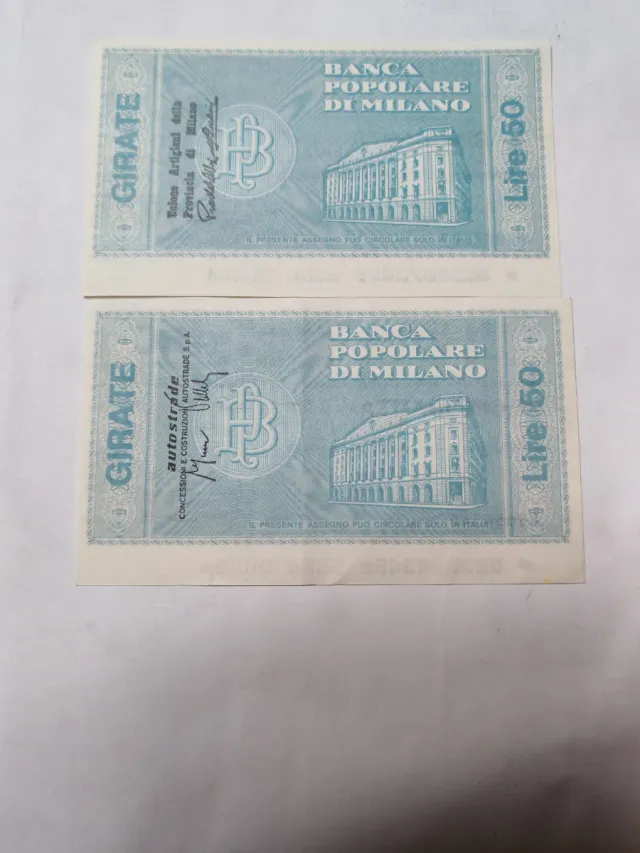 GIRATE
Unione Artigiani della
Provincia di Milano
BANCA
POPOLARE
DI MILANO
IL PRESENTE ASSEGNO PUÒ CIRCOLARE SOLO IN ITALIA
Lire 50
GIRATE
autostrade
CONCESSIONI E COSTRUZIONI AUTOSTRADE S.p.A.
BANCA
POPOLARE
DI MILANO
IL PRESENTE ASSEGNO PUÒ CIRCOLARE SOLO IN ITALIA
Lire 50